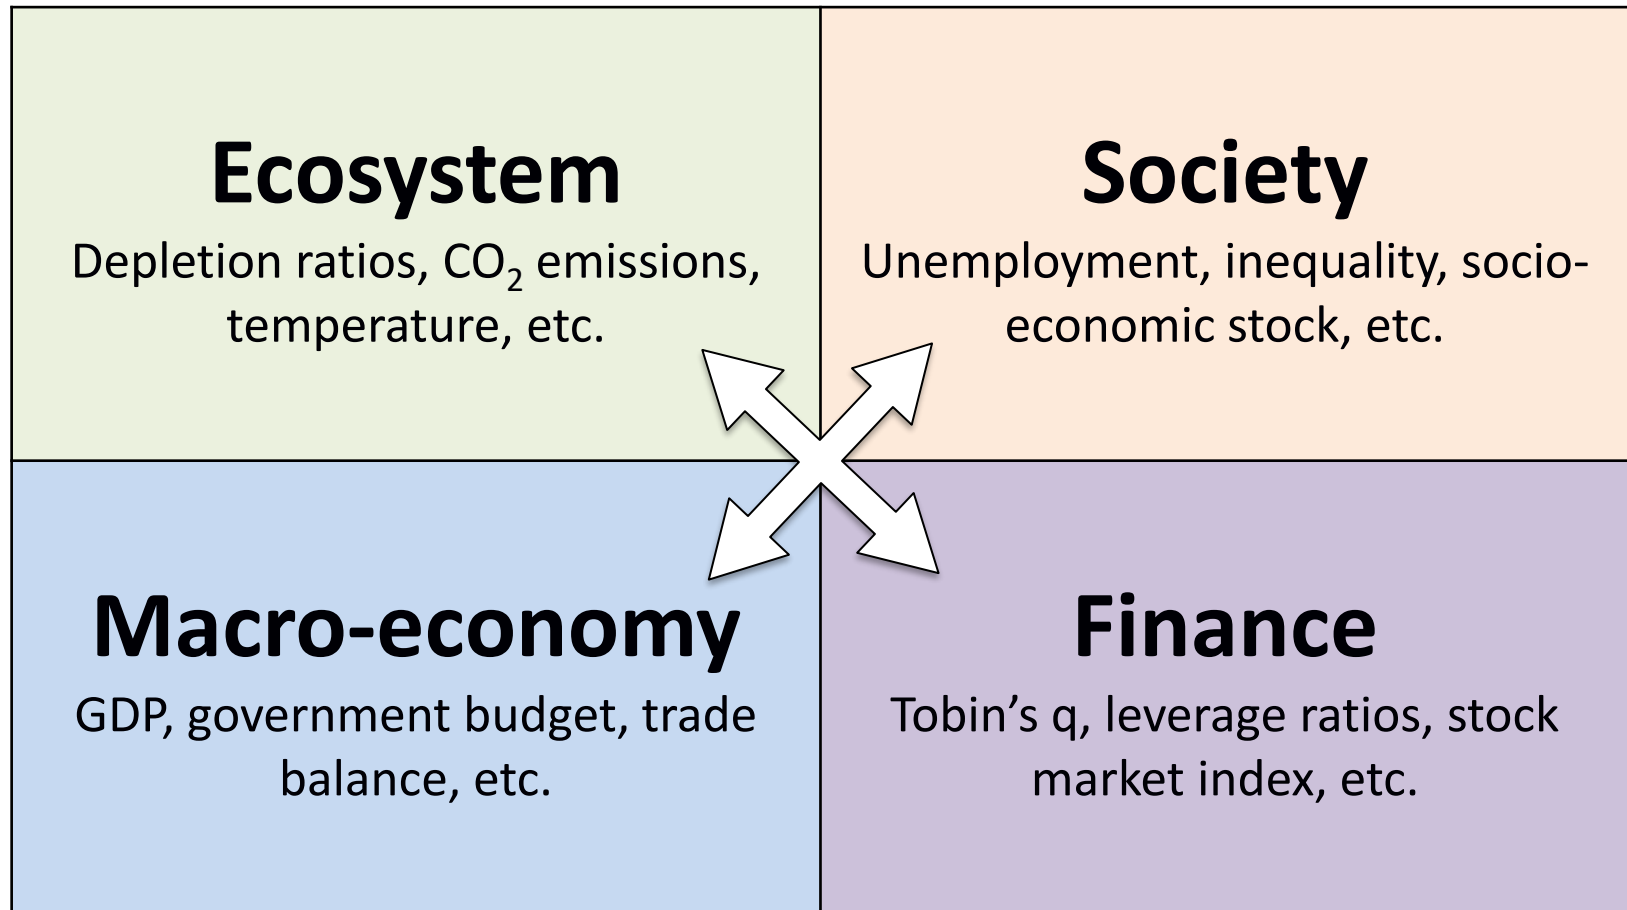 Ecosystem
Depletion ratios, CO₂ emissions,
temperature, etc.
Society
Unemployment, inequality, socio-
economic stock, etc.
Macro-economy
GDP, government budget, trade
balance, etc.
Finance
Tobin’s q, leverage ratios, stock
market index, etc.